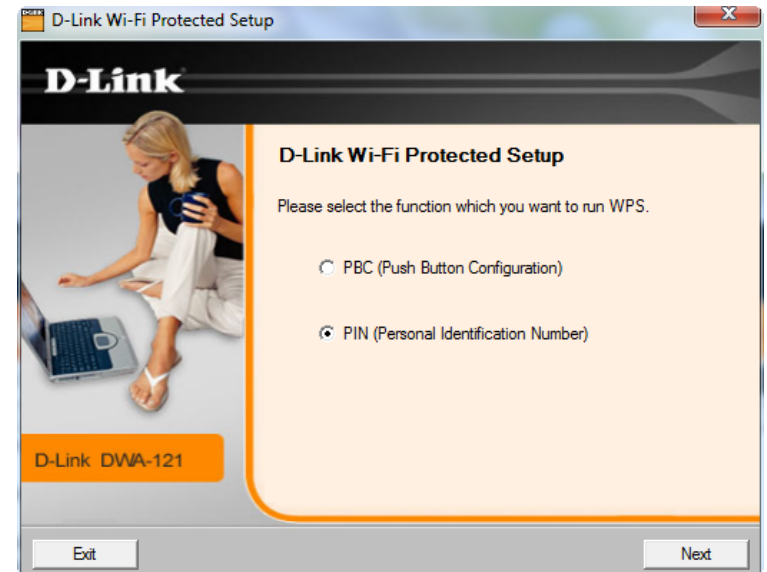 D-Link Wi-Fi Protected Setup
D-Link
D-Link Wi-Fi Protected Setup
Please select the function which you want to run WPS.
PBC (Push Button Configuration)
PIN (Personal Identification Number)
D-Link DWA-121
Exit
Next